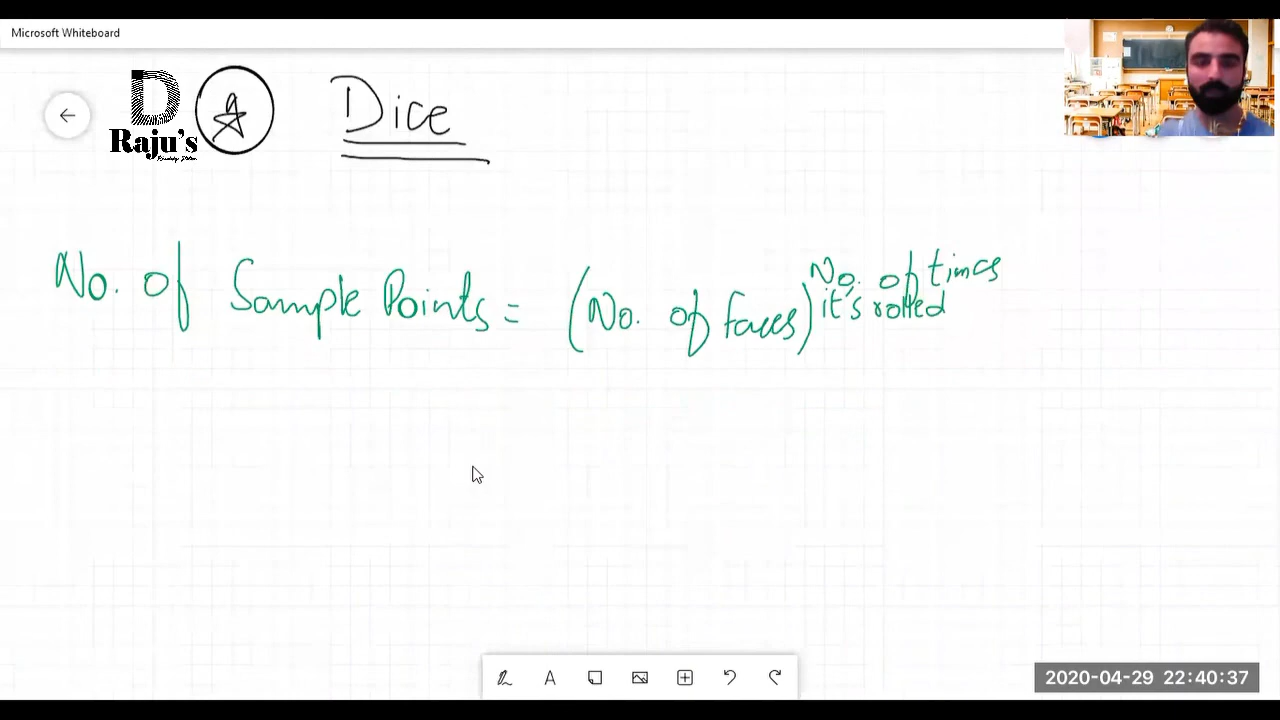 Microsoft Whiteboard
D
Raju's
Dice
No. of Sample Points = (No. of faces)^No. of times
it's rolled
A
2020-04-29 22:40:37